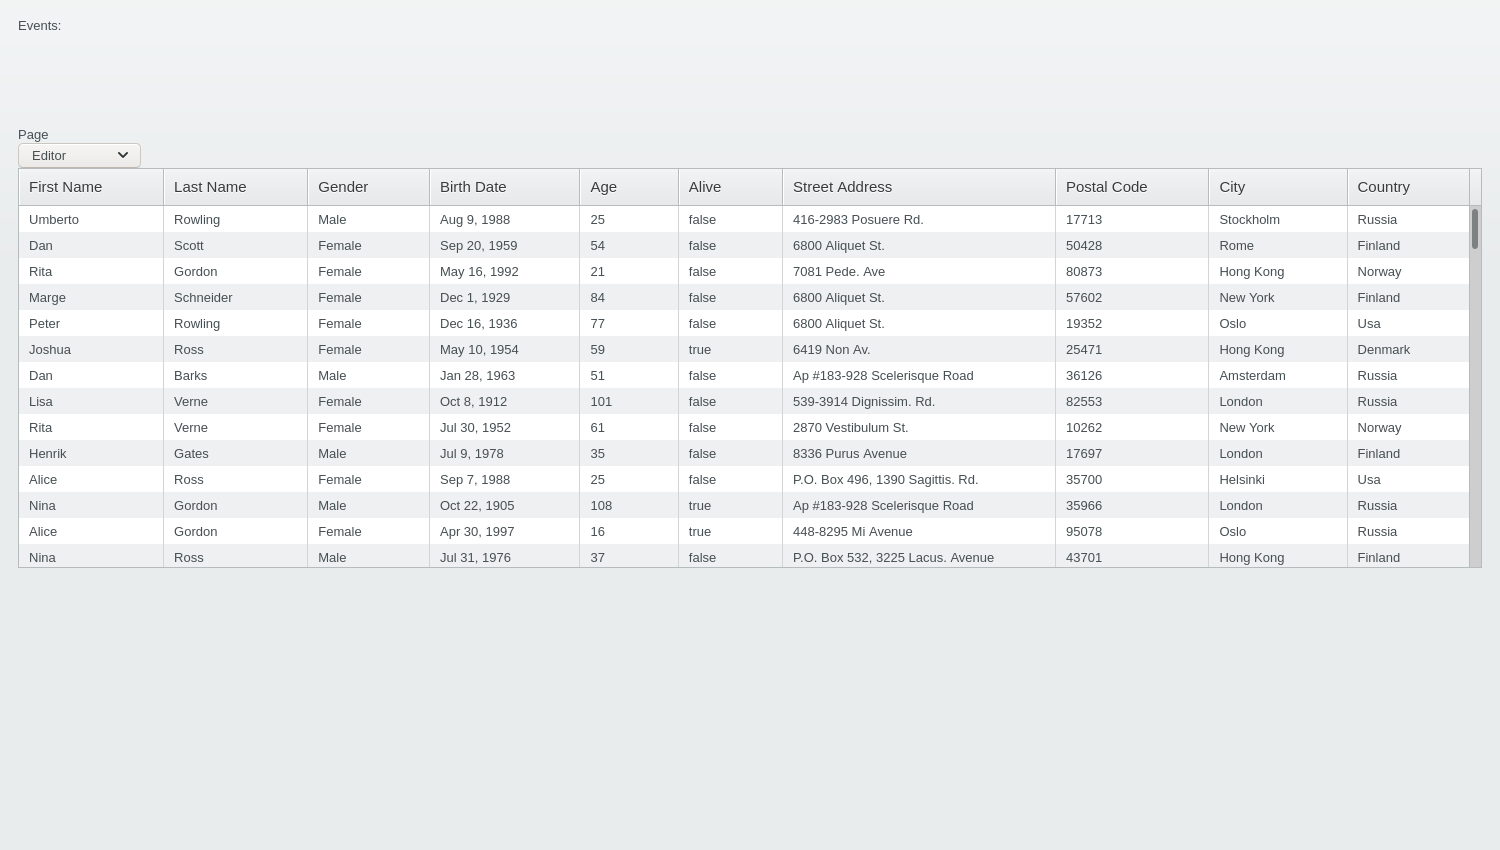 Events:
Page
Editor
First Name Last Name Gender Birth Date Age Alive Street Address Postal Code City Country
Umberto Rowling Male Aug 9, 1988 25 false 416-2983 Posuere Rd. 17713 Stockholm Russia
Dan Scott Female Sep 20, 1959 54 false 6800 Aliquet St. 50428 Rome Finland
Rita Gordon Female May 16, 1992 21 false 7081 Pede. Ave 80873 Hong Kong Norway
Marge Schneider Female Dec 1, 1929 84 false 6800 Aliquet St. 57602 New York Finland
Peter Rowling Female Dec 16, 1936 77 false 6800 Aliquet St. 19352 Oslo Usa
Joshua Ross Female May 10, 1954 59 true 6419 Non Av. 25471 Hong Kong Denmark
Dan Barks Male Jan 28, 1963 51 false Ap #183-928 Scelerisque Road 36126 Amsterdam Russia
Lisa Verne Female Oct 8, 1912 101 false 539-3914 Dignissim. Rd. 82553 London Russia
Rita Verne Female Jul 30, 1952 61 false 2870 Vestibulum St. 10262 New York Norway
Henrik Gates Male Jul 9, 1978 35 false 8336 Purus Avenue 17697 London Finland
Alice Ross Female Sep 7, 1988 25 false P.O. Box 496, 1390 Sagittis. Rd. 35700 Helsinki Usa
Nina Gordon Male Oct 22, 1905 108 true Ap #183-928 Scelerisque Road 35966 London Russia
Alice Gordon Female Apr 30, 1997 16 true 448-8295 Mi Avenue 95078 Oslo Russia
Nina Ross Male Jul 31, 1976 37 false P.O. Box 532, 3225 Lacus. Avenue 43701 Hong Kong Finland